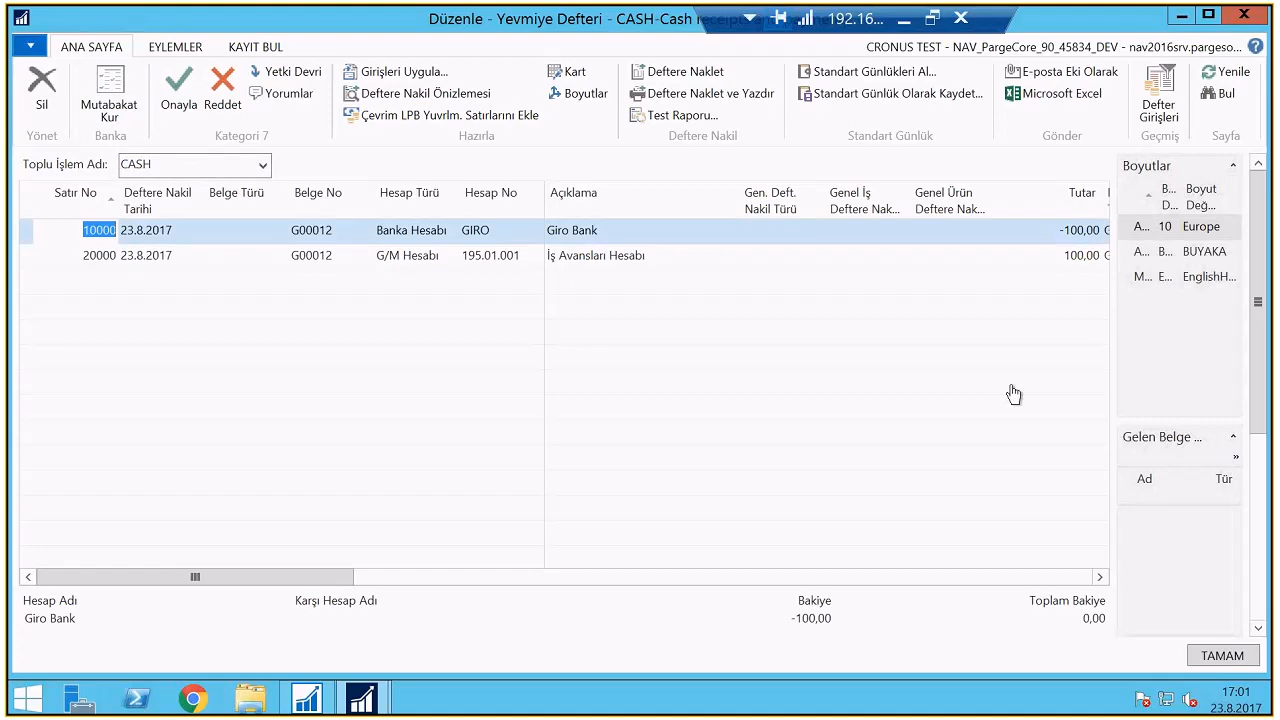 Düzenle - Yevmiye Defteri - CASH-Cash receipts
192.16...
ANA SAYFA EYLEMLER KAYIT BUL
CRONUS TEST - NAV_PargeCore_90_45834_DEV - nav2016srv.pargeso...
Sil
Yönet
Mutabakat Kur
Banka
Onayla Reddet
Yetki Devri
Yorumlar
Kategori 7
Girişleri Uygula...
Deftere Nakil Önizlemesi
Çevrim LPB Yuvrlm. Satırlarını Ekle
Kart
Boyutlar
Hazırla
Deftere Naklet
Deftere Naklet ve Yazdır
Test Raporu...
Deftere Nakil
Standart Günlükleri Al...
Standart Günlük Olarak Kaydet...
Standart Günlük
E-posta Eki Olarak
Microsoft Excel
Gönder
Defter Girişleri
Geçmiş
Yenile
Bul
Sayfa
Toplu İşlem Adı: CASH
Satır No Deftere Nakil Tarihi Belge Türü Belge No Hesap Türü Hesap No Açıklama Gen. Deft. Nakil Türü Genel İş Deftere Nak... Genel Ürün Deftere Nak... Tutar
10000 23.8.2017 G00012 Banka Hesabı GIRO Giro Bank -100,00
20000 23.8.2017 G00012 G/M Hesabı 195.01.001 İş Avansları Hesabı 100,00
Boyutlar
B... D... Boyut Değ...
A... 10 Europe
A... B... BUYAKA
M... E... EnglishH...
Gelen Belge ...
»
Ad Tür
Hesap Adı Karşı Hesap Adı Bakiye Toplam Bakiye
Giro Bank -100,00 0,00
TAMAM
17:01
23.8.2017